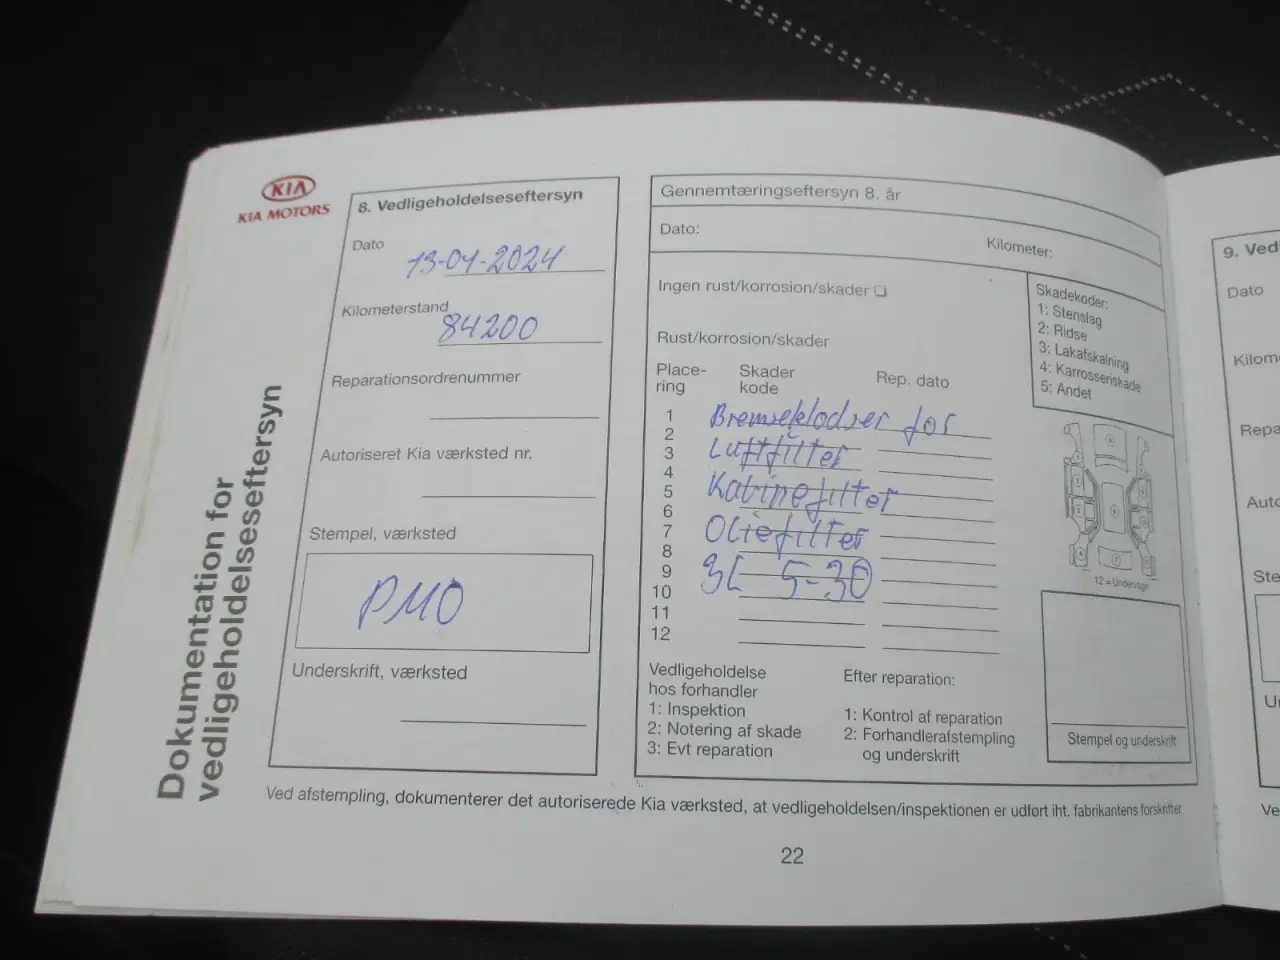 KIA
KIA MOTORS
Dokumentation for
vedligeholdelseseftersyn
8. Vedligeholdelseseftersyn
Dato
13-01-2024
Kilometerstand
84200
Reparationsordrenummer
Autoriseret Kia værksted nr.
Stempel, værksted
PMO
Underskrift, værksted
Gennemtæringseftersyn 8. år
Dato:
Kilometer:
Ingen rust/korrosion/skader
Rust/korrosion/skader
Skadekoder:
1: Stenslag
2: Ridse
3: Lakafskalning
4: Karrosseriskade
5: Andet
Place-
ring
Skader
kode
Rep. dato
1
2
3
4
5
6
7
8
9
10
11
12
Bremseklodser for
Luftfilter
Kabinefilter
Oliefilter
3L 5-30
12 = Undervogn
Vedligeholdelse
hos forhandler
1: Inspektion
2: Notering af skade
3: Evt reparation
Efter reparation:
1: Kontrol af reparation
2: Forhandlerafstempling
og underskrift
Stempel og underskrift
Ved afstempling, dokumenterer det autoriserede Kia værksted, at vedligeholdelsen/inspektionen er udført iht. fabrikantens forskrifter
22
9. Ved
Dato
Kilom
Repa
Auto
Ste
Ve